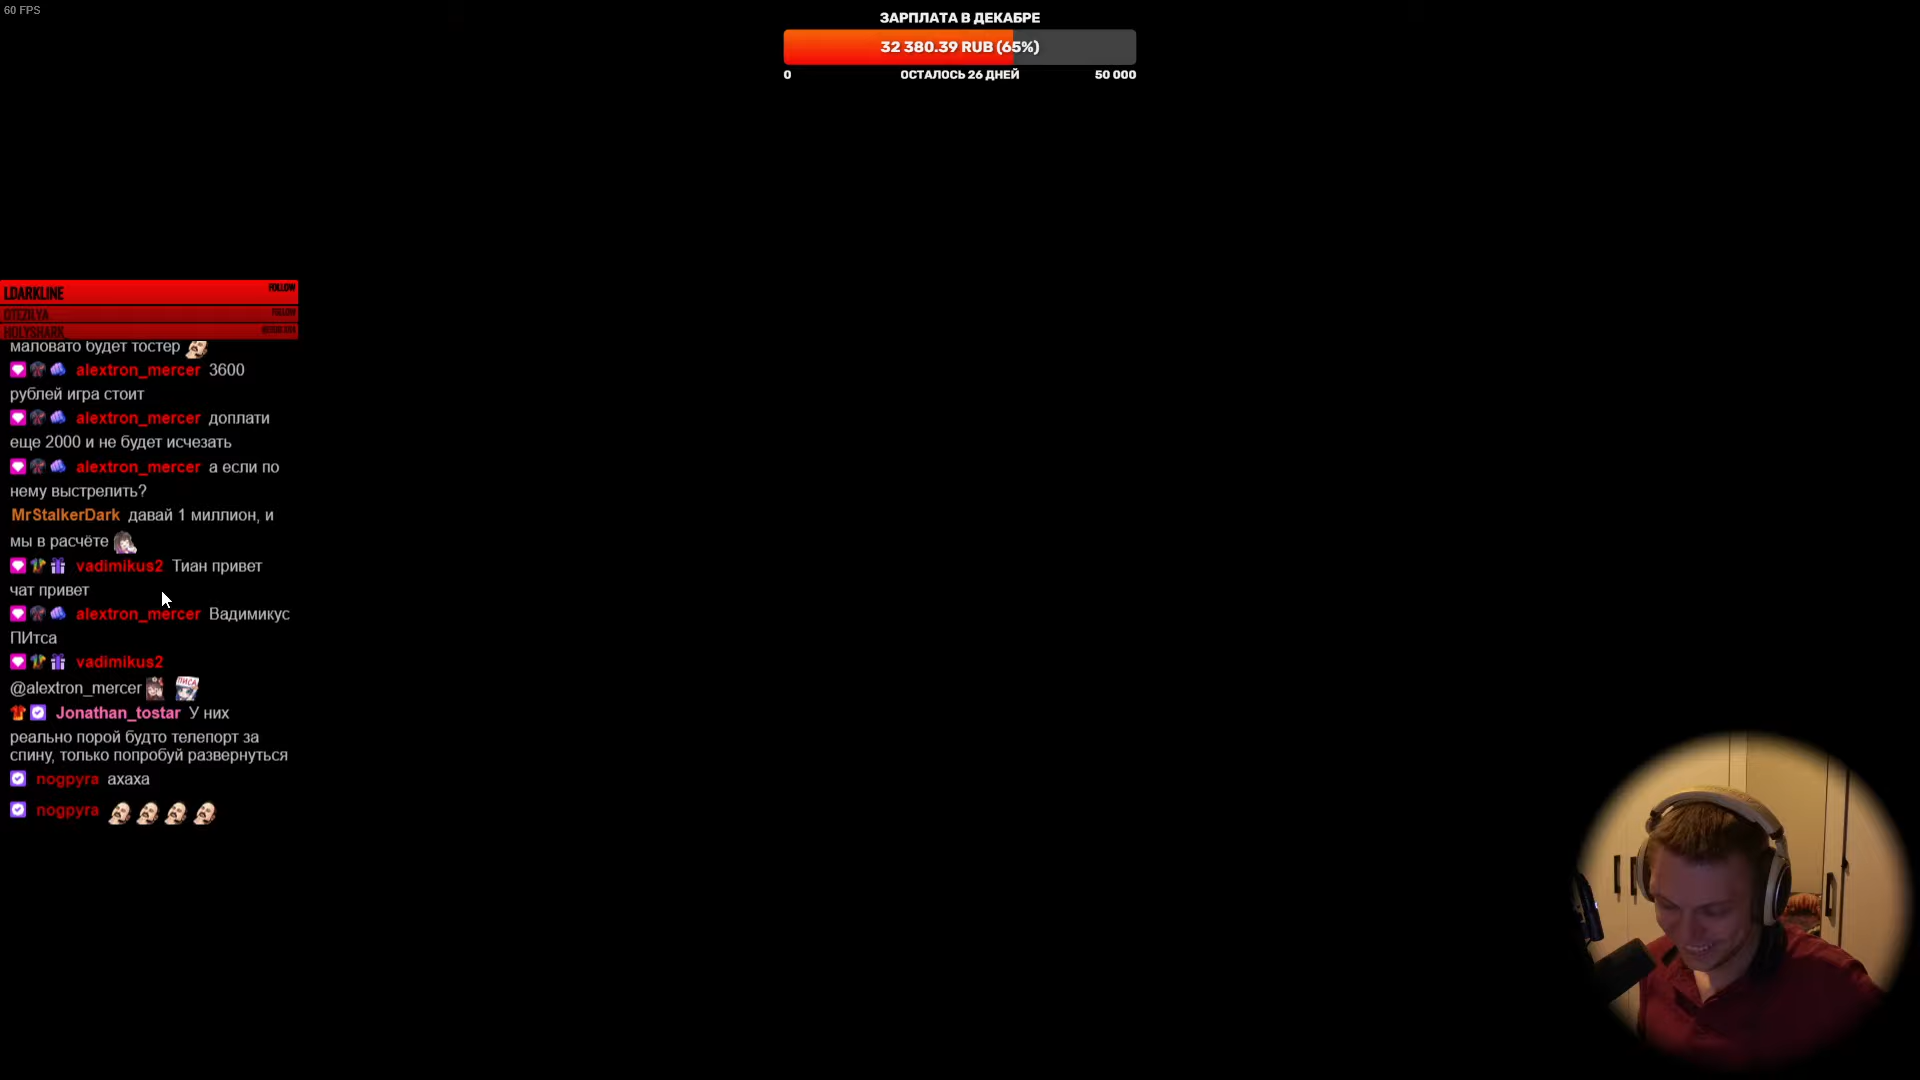 60 FPS
ЗАРПЛАТА В ДЕКАБРЕ
32 380.39 RUB (65%)
0 ОСТАЛОСЬ 26 ДНЕЙ 50 000
LDARKLINE FOLLOW
OTEZILYA FOLLOW
HOLYSHARK
маловато будет тостер
alextron_mercer 3600
рублей игра стоит
alextron_mercer доплати
еще 2000 и не будет исчезать
alextron_mercer а если по
нему выстрелить?
MrStalkerDark давай 1 миллион, и
мы в расчёте
vadimikus2 Тиан привет
чат привет
alextron_mercer Вадимикус
ПИтса
vadimikus2
@alextron_mercer
Jonathan_tostar У них
реально порой будто телепорт за
спину, только попробуй развернуться
nogpyra ахаха
nogpyra